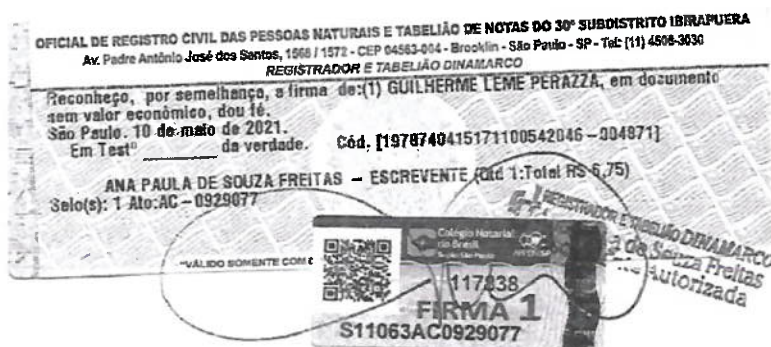 OFICIAL DE REGISTRO CIVIL DAS PESSOAS NATURAIS E TABELIÃO DE NOTAS DO 30º SUBDISTRITO IBIRAPUERA
Av. Padre Antônio José dos Santos, 1568 / 1572 - CEP 04563-004 - Brooklin - São Paulo - SP - Tel: (11) 4506-3030
REGISTRADOR E TABELIÃO DINAMARCO
Reconheço, por semelhança, a firma de:(1) GUILHERME LEME PERAZZA, em documento
sem valor econômico, dou fé.
São Paulo. 10 de maio de 2021.
Em Testº ______ da verdade. Cód. [1978740415171100542046-004871]
ANA PAULA DE SOUZA FREITAS - ESCREVENTE (Qtd 1:Total R$ 6,75)
Selo(s): 1 Ato:AC - 0929077
REGISTRADOR E TABELIÃO DINAMARCO
de Souza Freitas
Autorizada
"VÁLIDO SOMENTE COM
Colégio Notarial
do Brasil
117838
FIRMA 1
S11063AC0929077